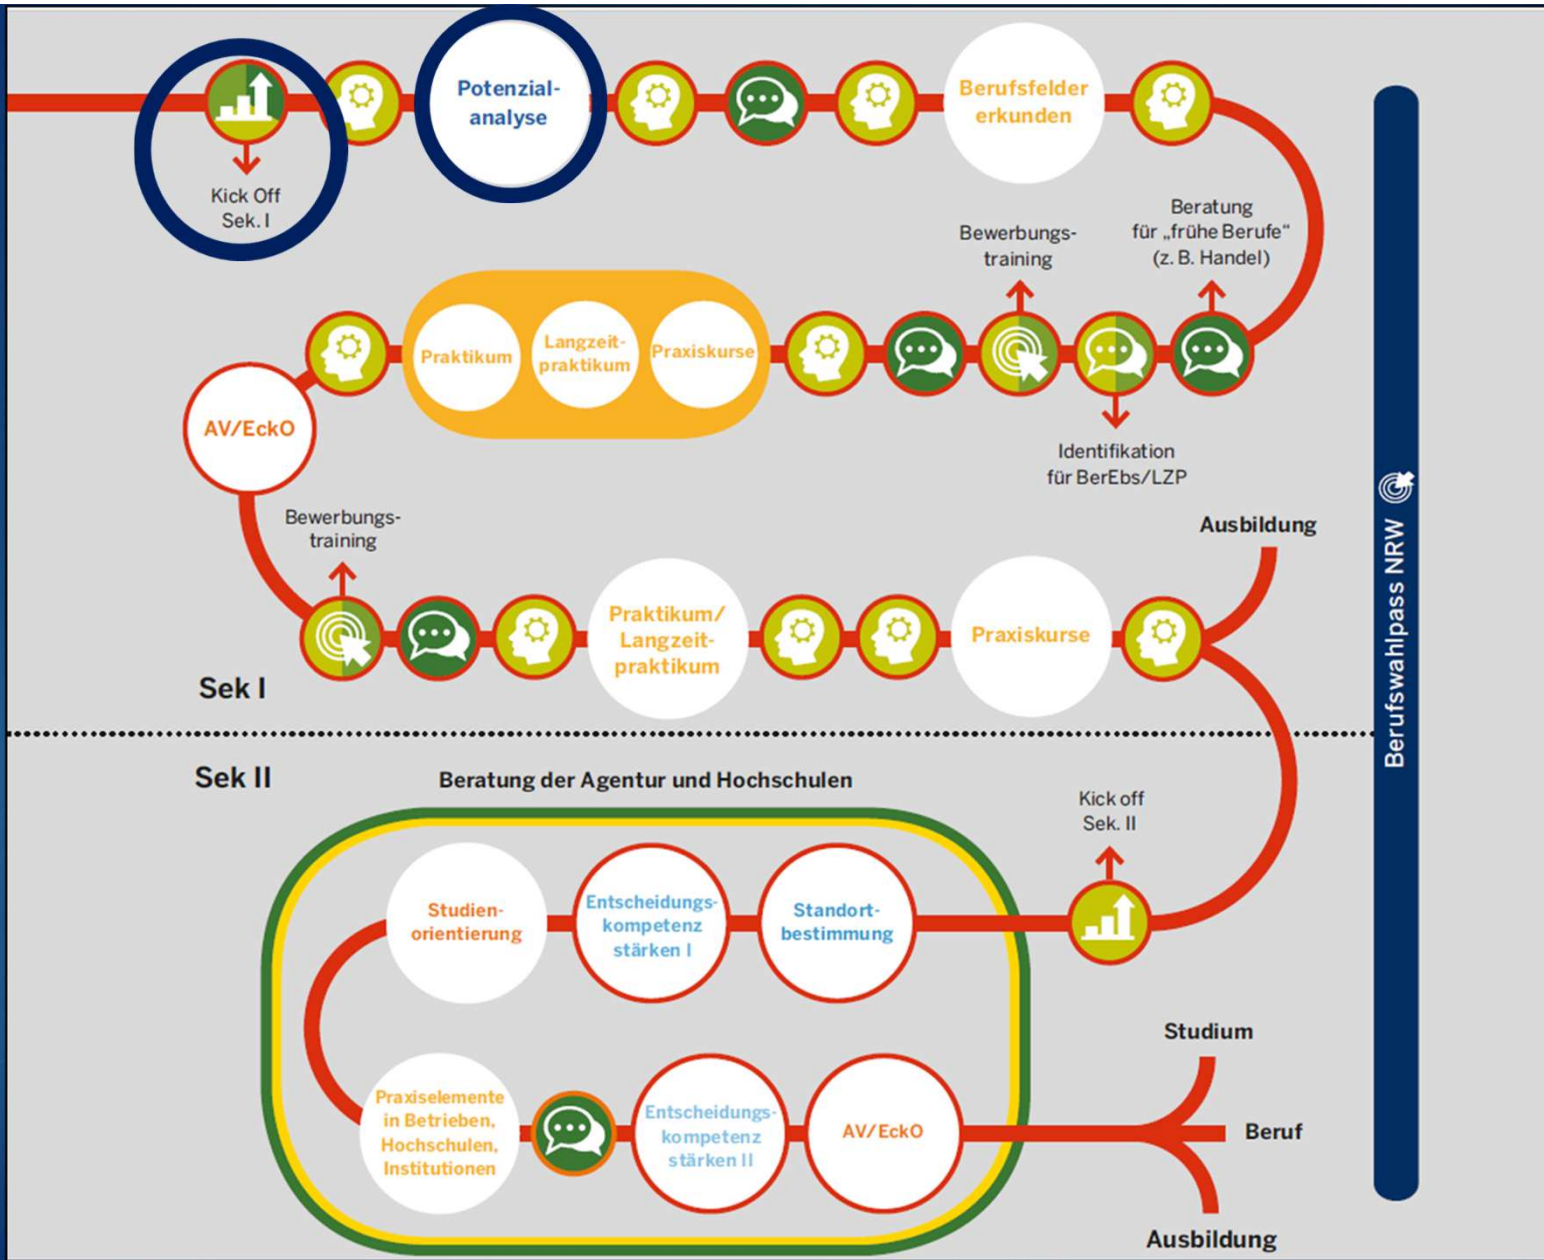 Potenzial-
analyse
Berufsfelder
erkunden
Kick Off
Sek. I
Bewerbungs-
training
Beratung
für „frühe Berufe“
(z. B. Handel)
Praktikum
Langzeit-
praktikum
Praxiskurse
AV/EckO
Identifikation
für BerEbs/LZP
Bewerbungs-
training
Ausbildung
Praktikum/
Langzeit-
praktikum
Praxiskurse
Sek I
Berufswahlpass NRW
Sek II
Beratung der Agentur und Hochschulen
Kick off
Sek. II
Studien-
orientierung
Entscheidungs-
kompetenz
stärken I
Standort-
bestimmung
Studium
Praxiselemente
in Betrieben,
Hochschulen,
Institutionen
Entscheidungs-
kompetenz
stärken II
AV/EckO
Beruf
Ausbildung